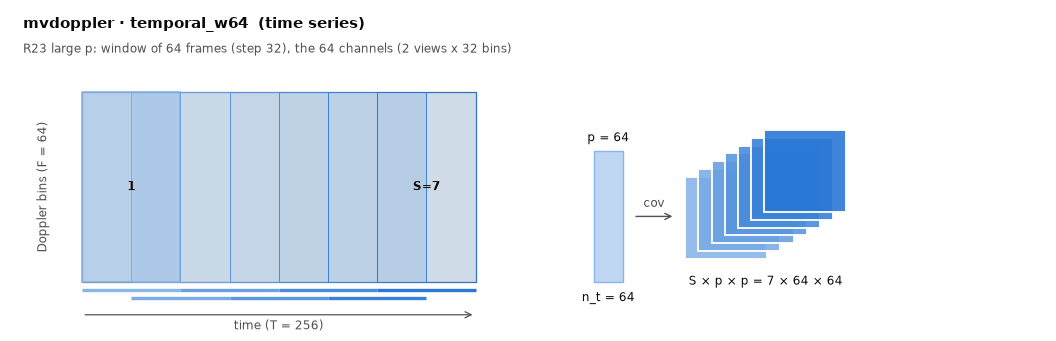 mvdoppler · temporal_w64  (time series)
R23 large p: window of 64 frames (step 32), the 64 channels (2 views x 32 bins)
Doppler bins (F = 64)
1
S=7
time (T = 256)
p = 64
n_t = 64
cov
S × p × p = 7 × 64 × 64